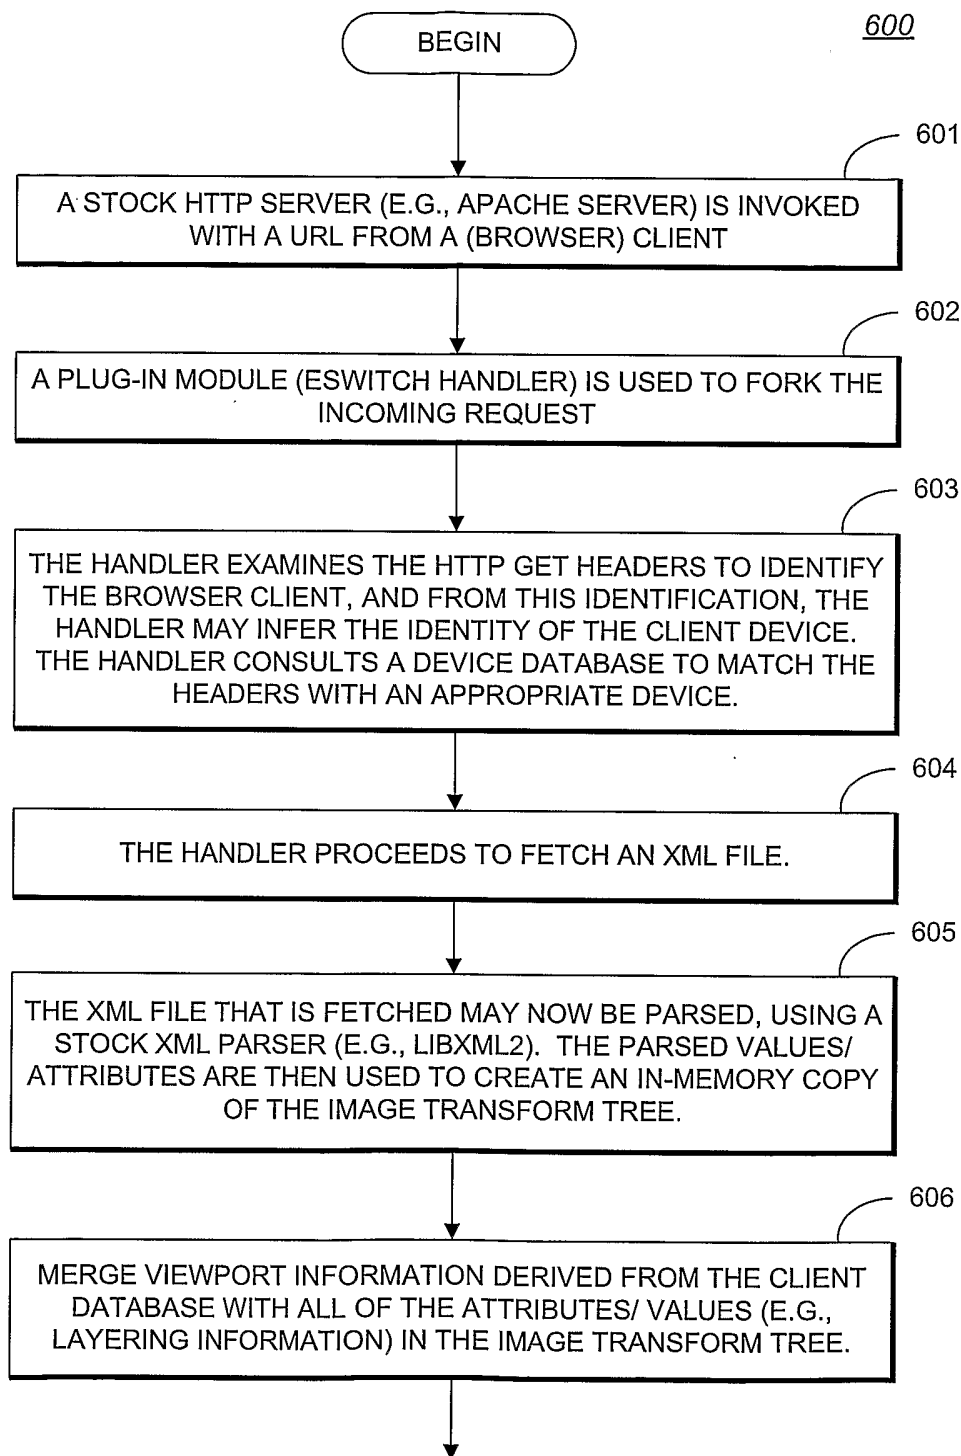 600
BEGIN
601
A STOCK HTTP SERVER (E.G., APACHE SERVER) IS INVOKED
WITH A URL FROM A (BROWSER) CLIENT
602
A PLUG-IN MODULE (ESWITCH HANDLER) IS USED TO FORK THE
INCOMING REQUEST
603
THE HANDLER EXAMINES THE HTTP GET HEADERS TO IDENTIFY
THE BROWSER CLIENT, AND FROM THIS IDENTIFICATION, THE
HANDLER MAY INFER THE IDENTITY OF THE CLIENT DEVICE.
THE HANDLER CONSULTS A DEVICE DATABASE TO MATCH THE
HEADERS WITH AN APPROPRIATE DEVICE.
604
THE HANDLER PROCEEDS TO FETCH AN XML FILE.
605
THE XML FILE THAT IS FETCHED MAY NOW BE PARSED, USING A
STOCK XML PARSER (E.G., LIBXML2). THE PARSED VALUES/
ATTRIBUTES ARE THEN USED TO CREATE AN IN-MEMORY COPY
OF THE IMAGE TRANSFORM TREE.
606
MERGE VIEWPORT INFORMATION DERIVED FROM THE CLIENT
DATABASE WITH ALL OF THE ATTRIBUTES/ VALUES (E.G.,
LAYERING INFORMATION) IN THE IMAGE TRANSFORM TREE.